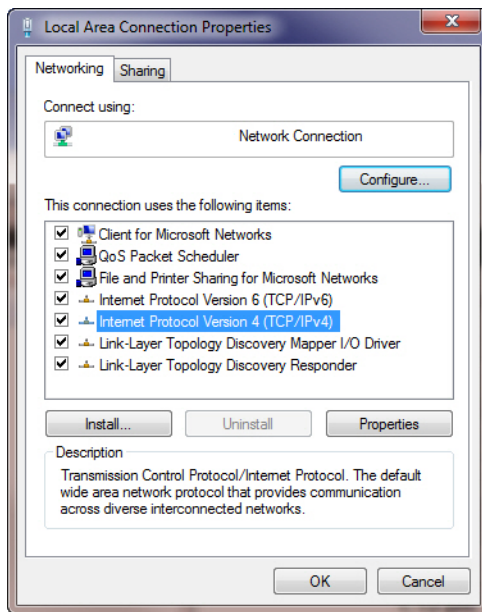 Local Area Connection Properties
Networking
Sharing
Connect using:
Network Connection
Configure...
This connection uses the following items:
Client for Microsoft Networks
QoS Packet Scheduler
File and Printer Sharing for Microsoft Networks
Internet Protocol Version 6 (TCP/IPv6)
Internet Protocol Version 4 (TCP/IPv4)
Link-Layer Topology Discovery Mapper I/O Driver
Link-Layer Topology Discovery Responder
Install...
Uninstall
Properties
Description
Transmission Control Protocol/Internet Protocol. The default
wide area network protocol that provides communication
across diverse interconnected networks.
OK
Cancel